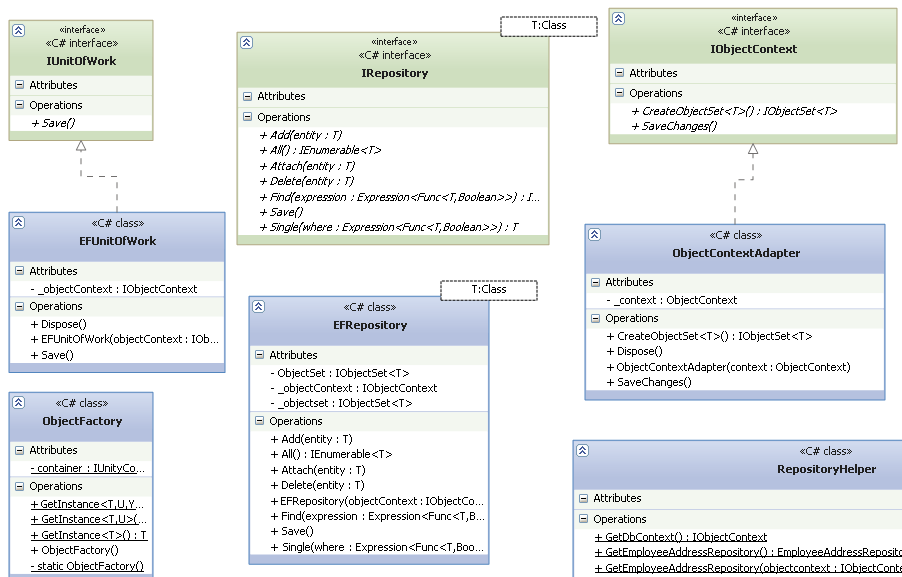 «interface»
«C# interface»
IUnitOfWork
Attributes
Operations
+ Save()
T:Class
«interface»
«C# interface»
IRepository
Attributes
Operations
+ Add(entity : T)
+ All() : IEnumerable<T>
+ Attach(entity : T)
+ Delete(entity : T)
+ Find(expression : Expression<Func<T,Boolean>>) : I...
+ Save()
+ Single(where : Expression<Func<T,Boolean>>) : T
«interface»
«C# interface»
IObjectContext
Attributes
Operations
+ CreateObjectSet<T>() : IObjectSet<T>
+ SaveChanges()
«C# class»
EFUnitOfWork
Attributes
- _objectContext : IObjectContext
Operations
+ Dispose()
+ EFUnitOfWork(objectContext : IOb...
+ Save()
T:Class
«C# class»
EFRepository
Attributes
- ObjectSet : IObjectSet<T>
- _objectContext : IObjectContext
- _objectset : IObjectSet<T>
Operations
+ Add(entity : T)
+ All() : IEnumerable<T>
+ Attach(entity : T)
+ Delete(entity : T)
+ EFRepository(objectContext : IObjectCo...
+ Find(expression : Expression<Func<T,B...
+ Save()
+ Single(where : Expression<Func<T,Boo...
«C# class»
ObjectContextAdapter
Attributes
- _context : ObjectContext
Operations
+ CreateObjectSet<T>() : IObjectSet<T>
+ Dispose()
+ ObjectContextAdapter(context : ObjectContext)
+ SaveChanges()
«C# class»
ObjectFactory
Attributes
- container : IUnityCo...
Operations
+ GetInstance<T,U,Y...
+ GetInstance<T,U>(...
+ GetInstance<T>() : T
+ ObjectFactory()
- static ObjectFactory()
«C# class»
RepositoryHelper
Attributes
Operations
+ GetDbContext() : IObjectContext
+ GetEmployeeAddressRepository() : EmployeeAddressReposito
+ GetEmployeeAddressRepository(objectcontext : IObjectConte